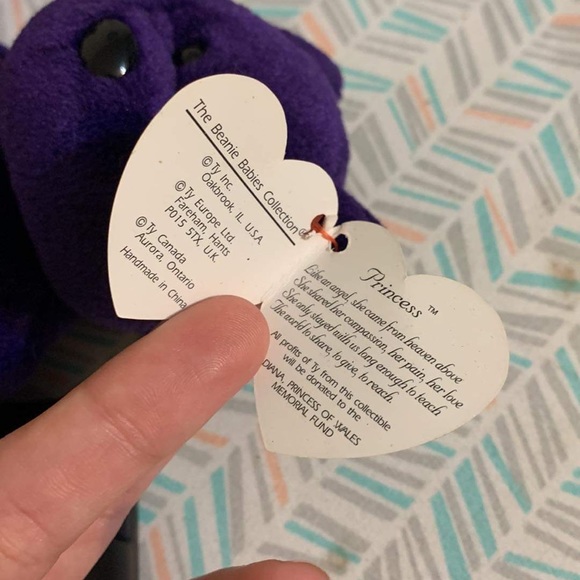 The Beanie Babies Collection®
© Ty Inc.
Oakbrook, IL. U.S.A.
© Ty Europe Ltd.
Fareham, Hants
PO15 5TX, U.K.
© Ty Canada
Aurora, Ontario
Handmade in China
Princess™
Like an angel, she came from heaven above
She shared her compassion, her pain, her love
She only stayed with us long enough to teach
The world to share, to give, to reach.
All profits of Ty from this collectible
will be donated to the
DIANA, PRINCESS OF WALES
MEMORIAL FUND